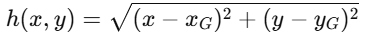 h(x, y) = √((x − x_G)² + (y − y_G)²)